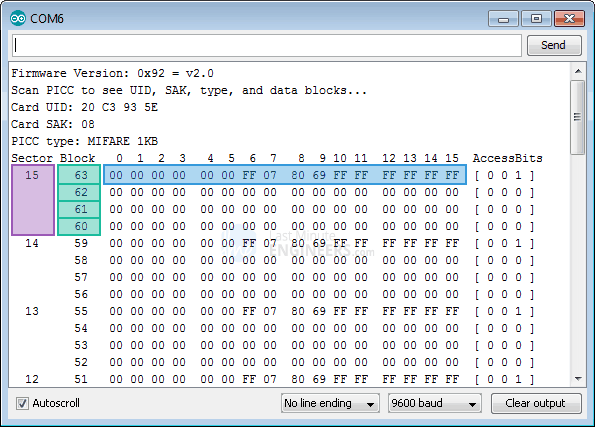 COM6
Send
Firmware Version: 0x92 = v2.0
Scan PICC to see UID, SAK, type, and data blocks...
Card UID: 20 C3 93 5E
Card SAK: 08
PICC type: MIFARE 1KB
Sector Block 0 1 2 3 4 5 6 7 8 9 10 11 12 13 14 15 AccessBits
15 63 00 00 00 00 00 00 FF 07 80 69 FF FF FF FF FF FF [ 0 0 1 ]
62 00 00 00 00 00 00 00 00 00 00 00 00 00 00 00 00 [ 0 0 0 ]
61 00 00 00 00 00 00 00 00 00 00 00 00 00 00 00 00 [ 0 0 0 ]
60 00 00 00 00 00 00 00 00 00 00 00 00 00 00 00 00 [ 0 0 0 ]
14 59 00 00 00 00 00 00 FF 07 80 69 FF FF FF FF FF FF [ 0 0 1 ]
58 00 00 00 00 00 00 00 00 00 00 00 00 00 00 00 00 [ 0 0 0 ]
57 00 00 00 00 00 00 00 00 00 00 00 00 00 00 00 00 [ 0 0 0 ]
56 00 00 00 00 00 00 00 00 00 00 00 00 00 00 00 00 [ 0 0 0 ]
13 55 00 00 00 00 00 00 FF 07 80 69 FF FF FF FF FF FF [ 0 0 1 ]
54 00 00 00 00 00 00 00 00 00 00 00 00 00 00 00 00 [ 0 0 0 ]
53 00 00 00 00 00 00 00 00 00 00 00 00 00 00 00 00 [ 0 0 0 ]
52 00 00 00 00 00 00 00 00 00 00 00 00 00 00 00 00 [ 0 0 0 ]
12 51 00 00 00 00 00 00 FF 07 80 69 FF FF FF FF FF FF [ 0 0 1 ]
Last Minute
ENGINEERS.com
Autoscroll
No line ending
9600 baud
Clear output